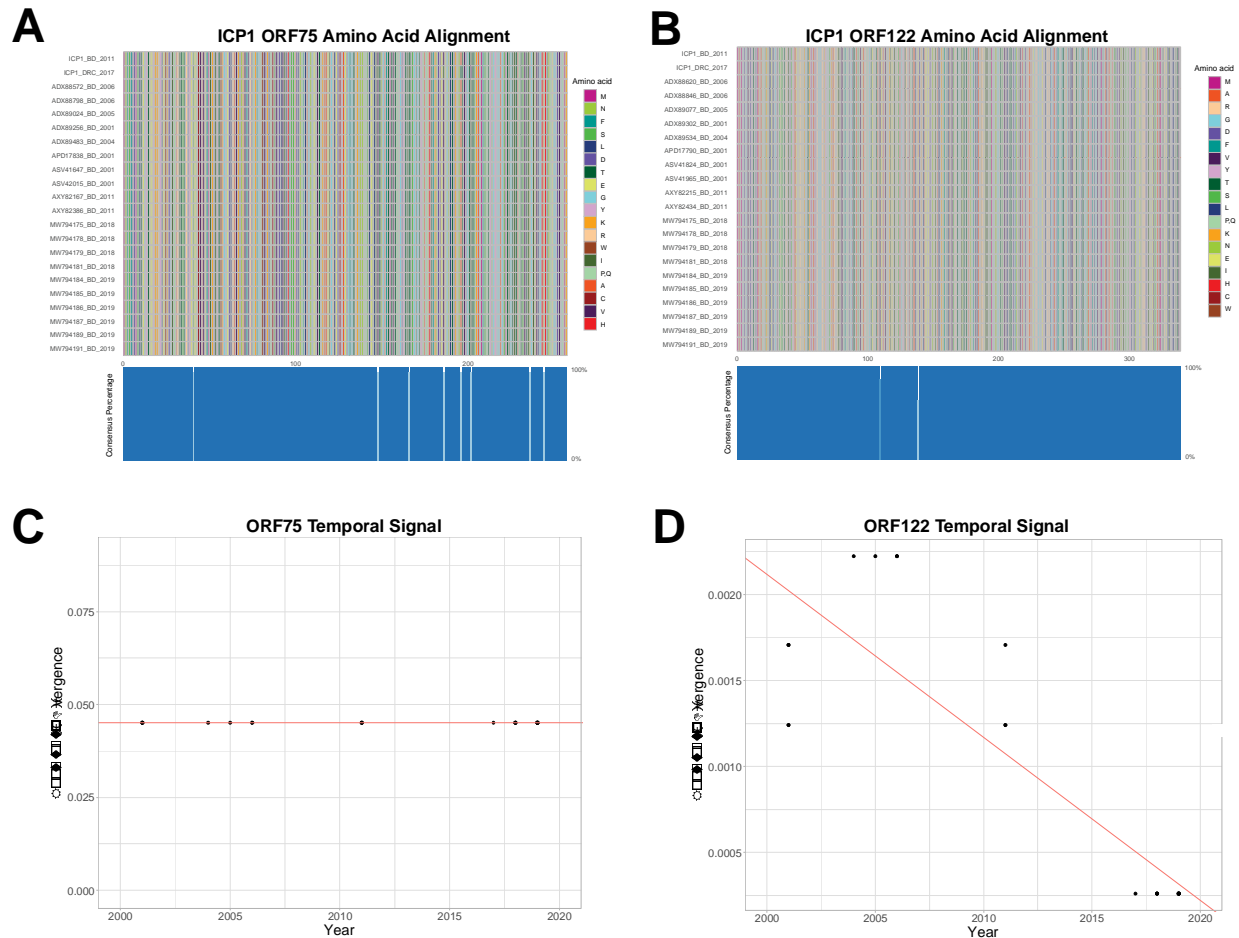 A
ICP1 ORF75 Amino Acid Alignment
ICP1_BD_2011
ICP1_DRC_2017
ADX88572_BD_2006
ADX88798_BD_2006
ADX89024_BD_2005
ADX89256_BD_2001
ADX89483_BD_2004
APD17838_BD_2001
ASV41647_BD_2001
ASV42015_BD_2001
AXY82167_BD_2011
AXY82386_BD_2011
MW794175_BD_2018
MW794178_BD_2018
MW794179_BD_2018
MW794181_BD_2018
MW794184_BD_2019
MW794185_BD_2019
MW794186_BD_2019
MW794187_BD_2019
MW794189_BD_2019
MW794191_BD_2019
0 100 200
Amino acid
M
N
F
S
L
D
T
E
G
Y
K
R
W
I
P,Q
A
C
V
H
Consensus Percentage
100%
0%
B
ICP1 ORF122 Amino Acid Alignment
ICP1_BD_2011
ICP1_DRC_2017
ADX88620_BD_2006
ADX88846_BD_2006
ADX89077_BD_2005
ADX89302_BD_2001
ADX89534_BD_2004
APD17790_BD_2001
ASV41824_BD_2001
ASV41965_BD_2001
AXY82215_BD_2011
AXY82434_BD_2011
MW794175_BD_2018
MW794178_BD_2018
MW794179_BD_2018
MW794181_BD_2018
MW794184_BD_2019
MW794185_BD_2019
MW794186_BD_2019
MW794187_BD_2019
MW794189_BD_2019
MW794191_BD_2019
0 100 200 300
Amino acid
M
A
R
G
D
F
V
Y
T
S
L
P,Q
K
N
E
I
H
C
W
Consensus Percentage
100%
0%
C
ORF75 Temporal Signal
0.075
0.050
0.025
0.000
2000 2005 2010 2015 2020
Year
D
ORF122 Temporal Signal
0.0020
0.0015
0.0010
0.0005
2000 2005 2010 2015 2020
Year